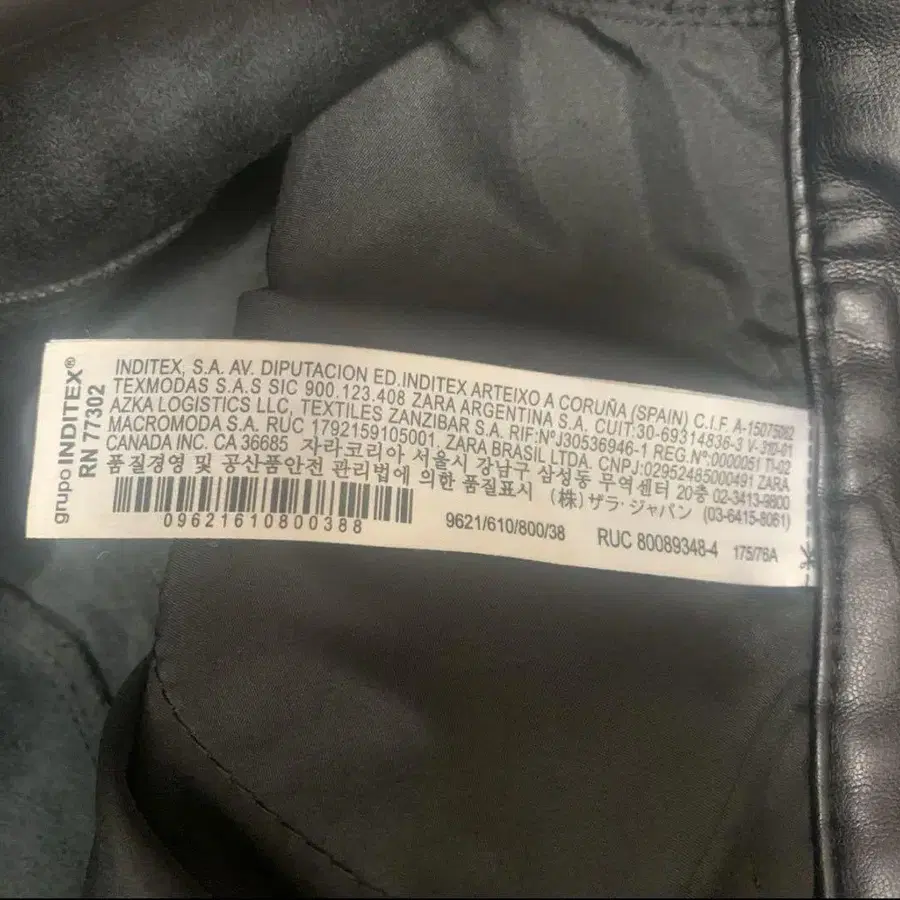 grupo INDITEX®
RN 77302
INDITEX, S.A. AV. DIPUTACION ED.INDITEX ARTEIXO A CORUÑA (SPAIN) C.I.F. A-15075062
TEXMODAS S.A.S SIC 900.123.408 ZARA ARGENTINA S.A. CUIT:30-69314836-3 V-310-01
AZKA LOGISTICS LLC, TEXTILES ZANZIBAR S.A. RIF:NºJ30536946-1 REG.Nº:0000051 TI-02
MACROMODA S.A. RUC 1792159105001. ZARA BRASIL LTDA. CNPJ:02952485000491 ZARA
CANADA INC. CA 36685 자라코리아 서울시 강남구 삼성동 무역센터 20층 02-3413-9800
품질경영 및 공산품안전 관리법에 의한 품질표시 (株) ザラ・ジャパン (03-6415-8061)
09621610800388
9621/610/800/38
RUC 80089348-4
175/76A